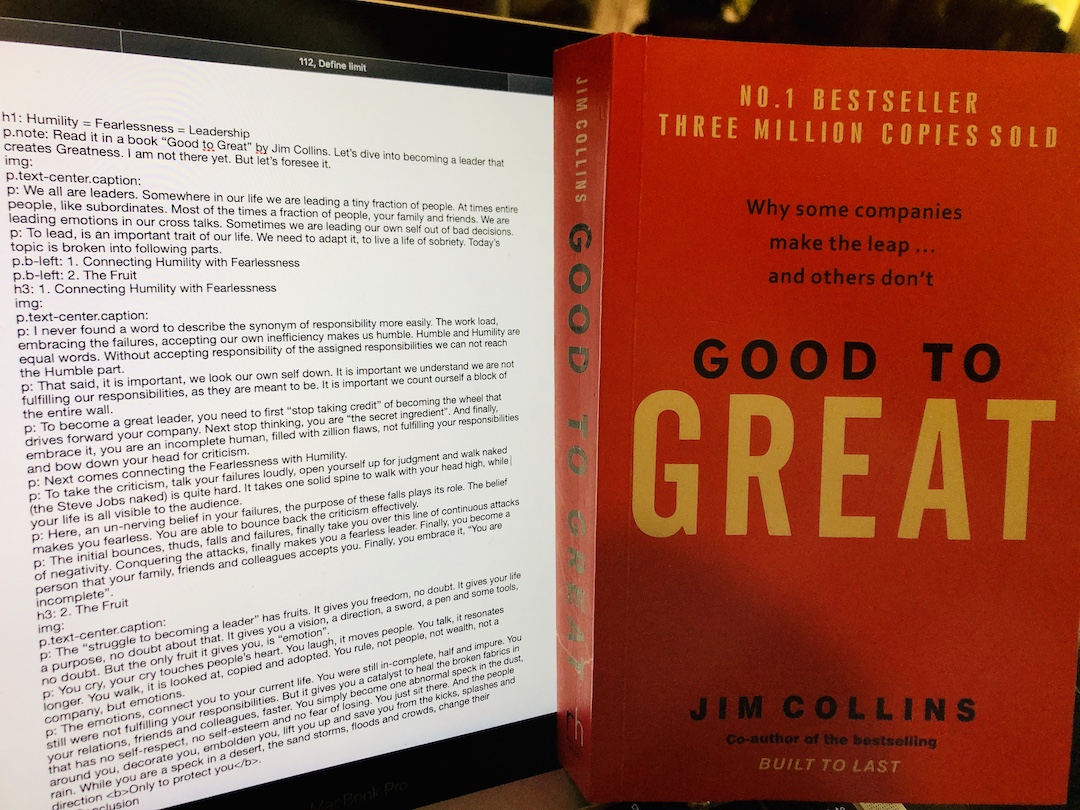 112, Define limit
h1: Humility = Fearlessness = Leadership
p.note: Read it in a book “Good to Great” by Jim Collins. Let’s dive into becoming a leader that
creates Greatness. I am not there yet. But let’s foresee it.
img:
p.text-center.caption:
p: We all are leaders. Somewhere in our life we are leading a tiny fraction of people. At times entire
people, like subordinates. Most of the times a fraction of people, your family and friends. We are
leading emotions in our cross talks. Sometimes we are leading our own self out of bad decisions.
p: To lead, is an important trait of our life. We need to adapt it, to live a life of sobriety. Today’s
topic is broken into following parts.
p.b-left: 1. Connecting Humility with Fearlessness
p.b-left: 2. The Fruit
h3: 1. Connecting Humility with Fearlessness
img:
p.text-center.caption:
p: I never found a word to describe the synonym of responsibility more easily. The work load,
embracing the failures, accepting our own inefficiency makes us humble. Humble and Humility are
equal words. Without accepting responsibility of the assigned responsibilities we can not reach
the Humble part.
p: That said, it is important, we look our own self down. It is important we understand we are not
fulfilling our responsibilities, as they are meant to be. It is important we count ourself a block of
the entire wall.
p: To become a great leader, you need to first “stop taking credit” of becoming the wheel that
drives forward your company. Next stop thinking, you are “the secret ingredient”. And finally,
embrace it, you are an incomplete human, filled with zillion flaws, not fulfilling your responsibilities
and bow down your head for criticism.
p: Next comes connecting the Fearlessness with Humility.
p: To take the criticism, talk your failures loudly, open yourself up for judgment and walk naked
(the Steve Jobs naked) is quite hard. It takes one solid spine to walk with your head high, while
your life is all visible to the audience.
p: Here, an un-nerving belief in your failures, the purpose of these falls plays its role. The belief
makes you fearless. You are able to bounce back the criticism effectively.
p: The initial bounces, thuds, falls and failures, finally take you over this line of continuous attacks
of negativity. Conquering the attacks, finally makes you a fearless leader. Finally, you become a
person that your family, friends and colleagues accepts you. Finally, you embrace it, “You are
incomplete”.
h3: 2. The Fruit
img:
p.text-center.caption:
p: The “struggle to becoming a leader” has fruits. It gives you freedom, no doubt. It gives your life
a purpose, no doubt about that. It gives you a vision, a direction, a sword, a pen and some tools,
no doubt. But the only fruit it gives you, is “emotion”.
p: You cry, your cry touches people’s heart. You laugh, it moves people. You talk, it resonates
longer. You walk, it is looked at, copied and adopted. You rule, not people, not wealth, not a
company, but emotions.
p: The emotions, connect you to your current life. You were still in-complete, half and impure. You
still were not fulfilling your responsibilities. But it gives you a catalyst to heal the broken fabrics in
your relations, friends and colleagues, faster. You simply become one abnormal speck in the dust,
that has no self-respect, no self-esteem and no fear of losing. You just sit there. And the people
around you, decorate you, embolden you, lift you up and save you from the kicks, splashes and
rain. While you are a speck in a desert, the sand storms, floods and crowds, change their
direction <b>Only to protect you</b>.
MacBook Pro
JIM COLLINS GOOD TO GREAT
rh
NO.1 BESTSELLER
THREE MILLION COPIES SOLD
Why some companies
make the leap ...
and others don’t
GOOD TO
GREAT
JIM COLLINS
Co-author of the bestselling
BUILT TO LAST